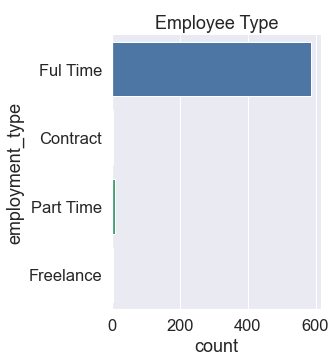 Employee Type
employment_type
Ful Time
Contract
Part Time
Freelance
0 200 400 600
count